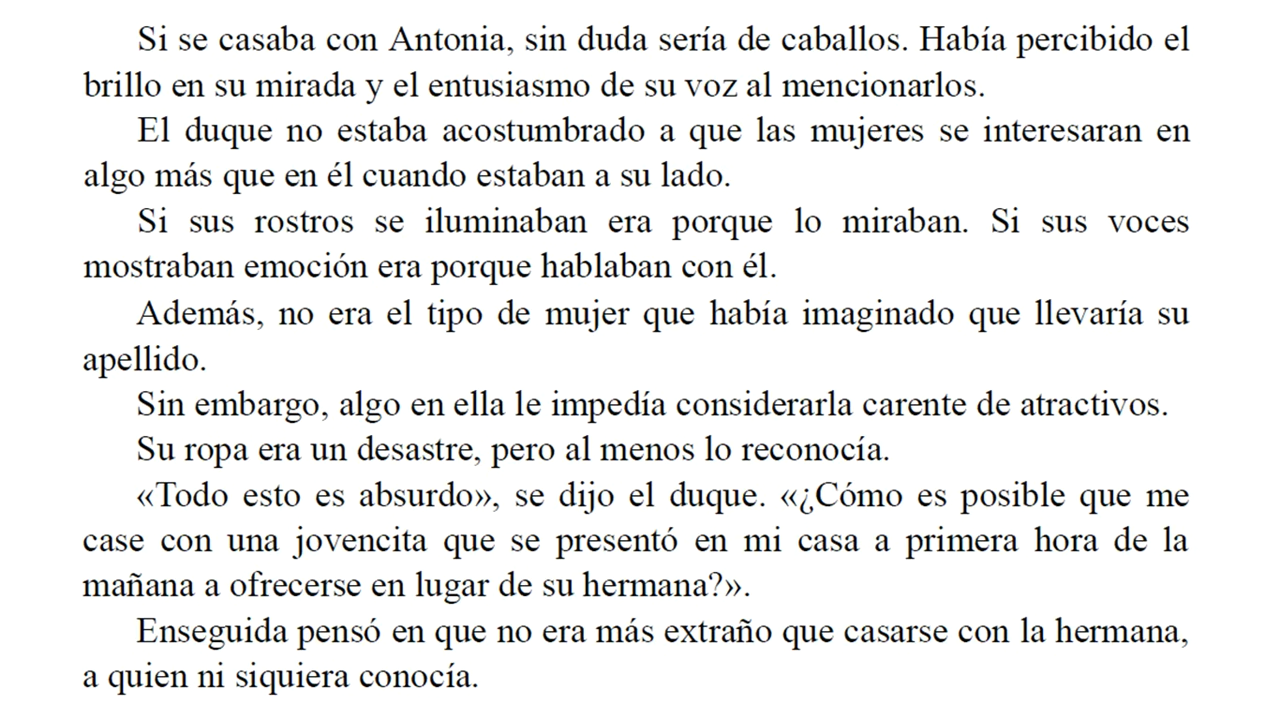 Si se casaba con Antonia, sin duda sería de caballos. Había percibido el
brillo en su mirada y el entusiasmo de su voz al mencionarlos.
El duque no estaba acostumbrado a que las mujeres se interesaran en
algo más que en él cuando estaban a su lado.
Si sus rostros se iluminaban era porque lo miraban. Si sus voces
mostraban emoción era porque hablaban con él.
Además, no era el tipo de mujer que había imaginado que llevaría su
apellido.
Sin embargo, algo en ella le impedía considerarla carente de atractivos.
Su ropa era un desastre, pero al menos lo reconocía.
«Todo esto es absurdo», se dijo el duque. «¿Cómo es posible que me
case con una jovencita que se presentó en mi casa a primera hora de la
mañana a ofrecerse en lugar de su hermana?».
Enseguida pensó en que no era más extraño que casarse con la hermana,
a quien ni siquiera conocía.